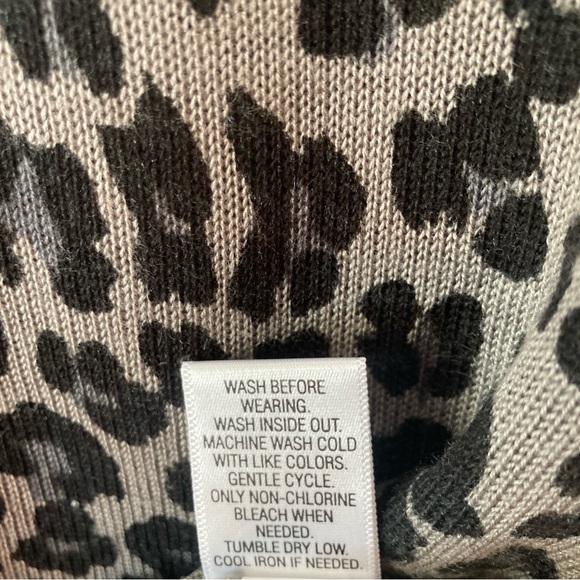 WASH BEFORE
WEARING.
WASH INSIDE OUT.
MACHINE WASH COLD
WITH LIKE COLORS.
GENTLE CYCLE.
ONLY NON-CHLORINE
BLEACH WHEN
NEEDED.
TUMBLE DRY LOW.
COOL IRON IF NEEDED.